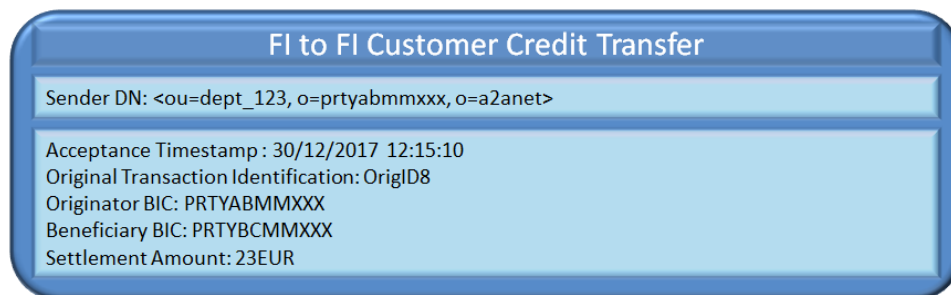 FI to FI Customer Credit Transfer
Sender DN: <ou=dept_123, o=prtyabmmxxx, o=a2anet>
Acceptance Timestamp : 30/12/2017 12:15:10
Original Transaction Identification: OrigID8
Originator BIC: PRTYABMMXXX
Beneficiary BIC: PRTYBCMMXXX
Settlement Amount: 23EUR